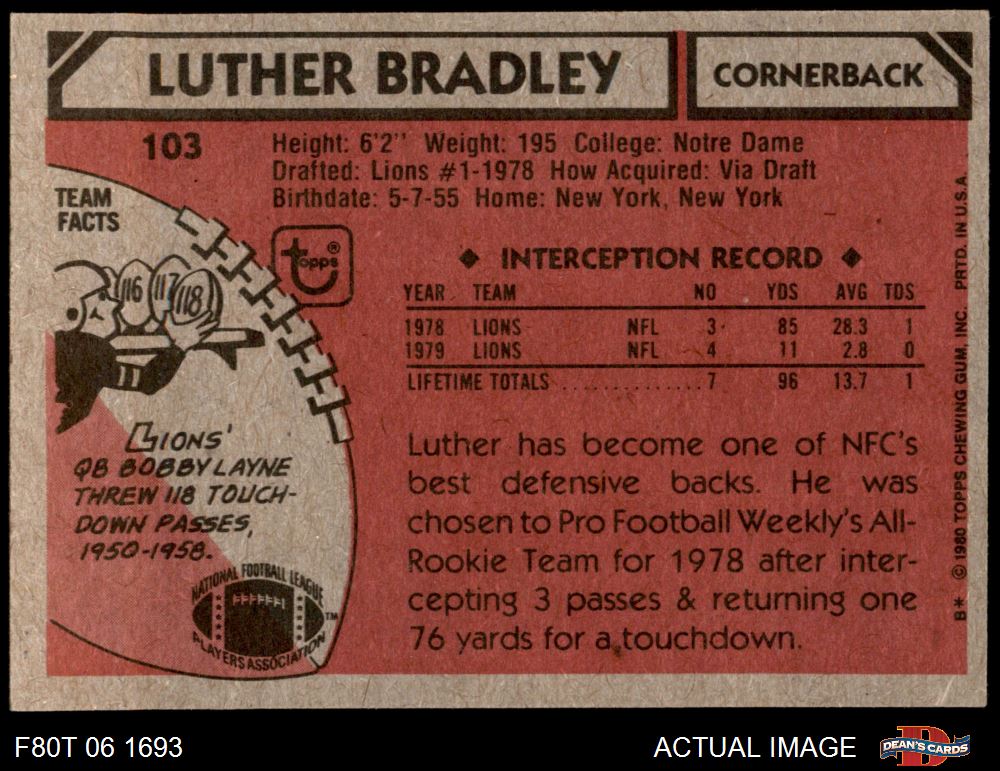 LUTHER BRADLEY
CORNERBACK
103
Height: 6'2" Weight: 195 College: Notre Dame
Drafted: Lions #1-1978 How Acquired: Via Draft
Birthdate: 5-7-55 Home: New York, New York
TEAM
FACTS
topps®
116 117 118
11
LIONS'
QB BOBBY LAYNE
THREW 118 TOUCH-
DOWN PASSES,
1950-1958.
NATIONAL FOOTBALL LEAGUE
PLAYERS ASSOCIATION
TM
◆ INTERCEPTION RECORD ◆
YEAR TEAM NO YDS AVG TDS
1978 LIONS NFL 3 85 28.3 1
1979 LIONS NFL 4 11 2.8 0
LIFETIME TOTALS .............. 7 96 13.7 1
Luther has become one of NFC's
best defensive backs. He was
chosen to Pro Football Weekly's All-
Rookie Team for 1978 after inter-
cepting 3 passes & returning one
76 yards for a touchdown.
B* © 1980 TOPPS CHEWING GUM, INC. PRTD. IN U.S.A.
F80T 06 1693
ACTUAL IMAGE
DEAN'S CARDS